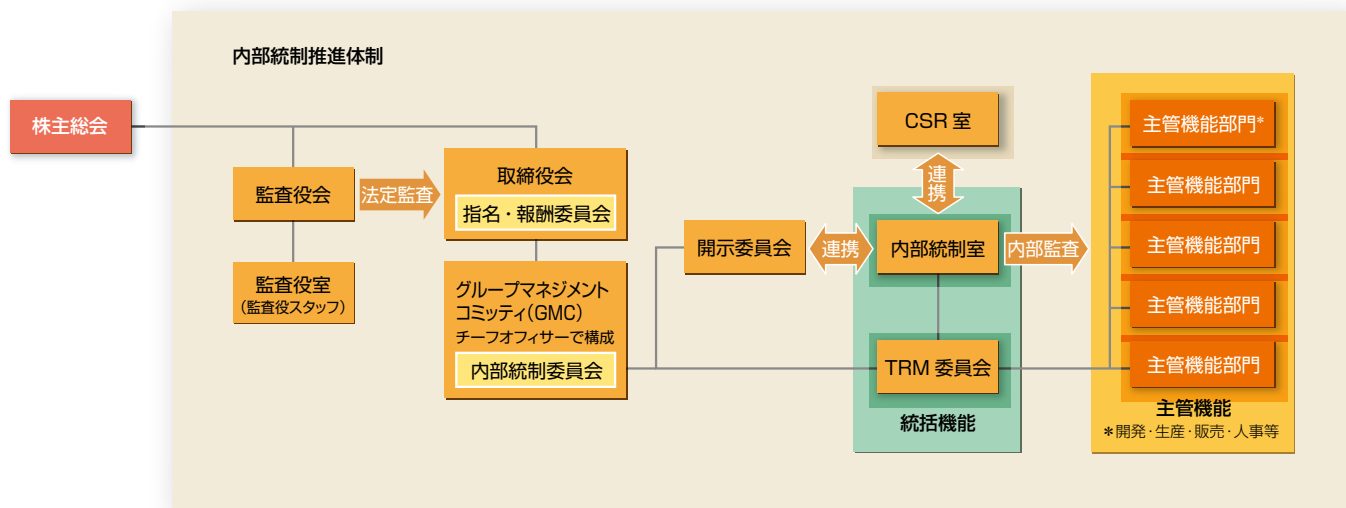 内部統制推進体制
株主総会
監査役会
法定監査
取締役会
指名・報酬委員会
監査役室
(監査役スタッフ)
グループマネジメント
コミッティ(GMC)
チーフオフィサーで構成
内部統制委員会
開示委員会
連携
CSR室
連携
内部統制室
内部監査
TRM委員会
統括機能
主管機能部門*
主管機能部門
主管機能部門
主管機能部門
主管機能部門
主管機能
*開発・生産・販売・人事等